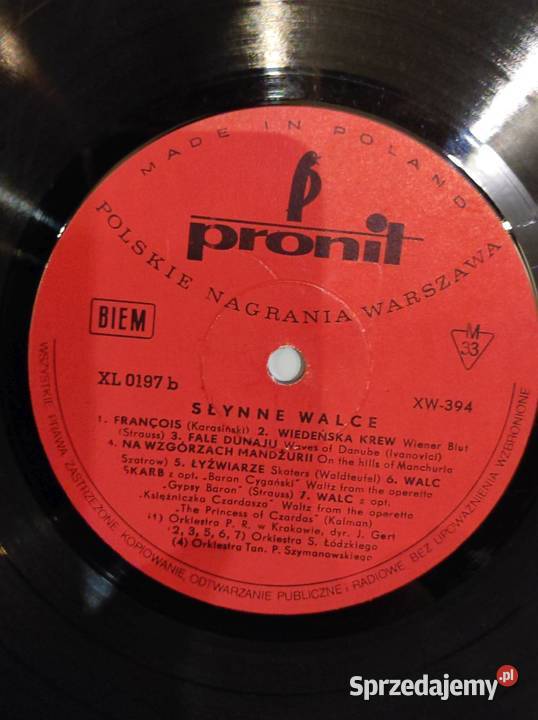 MADE IN POLAND
pronit
POLSKIE NAGRANIA WARSZAWA
BIEM
M
33
XL 0197 b
XW-394
SŁYNNE WALCE
1. FRANÇOIS (Karasiński) 2. WIEDEŃSKA KREW Wiener Blut
(Strauss) 3. FALE DUNAJU Waves of Danube (Ivanovici)
4. NA WZGÓRZACH MANDŻURII On the hills of Manchuria
Szatrow) 5. ŁYŻWIARZE Skaters (Waldteufel) 6. WALC
SKARB z opt. „Baron Cygański" Waltz from the operetta
„Gypsy Baron" (Strauss) 7. WALC z opt.
„Księżniczka Czardasza" Waltz from the operetta
„The Princess of Czardas" (Kalman)
(1) Orkiestra P. R. w Krakowie, dyr. J. Gert
(2, 3, 5, 6, 7) Orkiestra S. Łódzkiego
(4) Orkiestra Tan. P. Szymanowskiego
WSZYSTKIE PRAWA ZASTRZEŻONE. KOPIOWANIE, ODTWARZANIE PUBLICZNE i RADIOWE BEZ UPOWAŻNIENIA WZBRONIONE
Sprzedajemy.pl